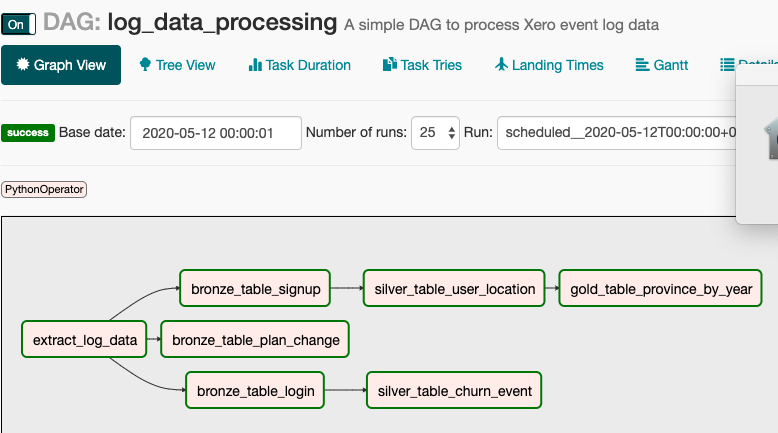 On DAG: log_data_processing A simple DAG to process Xero event log data
Graph View Tree View Task Duration Task Tries Landing Times Gantt Details
success Base date: 2020-05-12 00:00:01 Number of runs: 25 Run: scheduled__2020-05-12T00:00:00+0
PythonOperator
bronze_table_signup silver_table_user_location gold_table_province_by_year
extract_log_data bronze_table_plan_change
bronze_table_login silver_table_churn_event